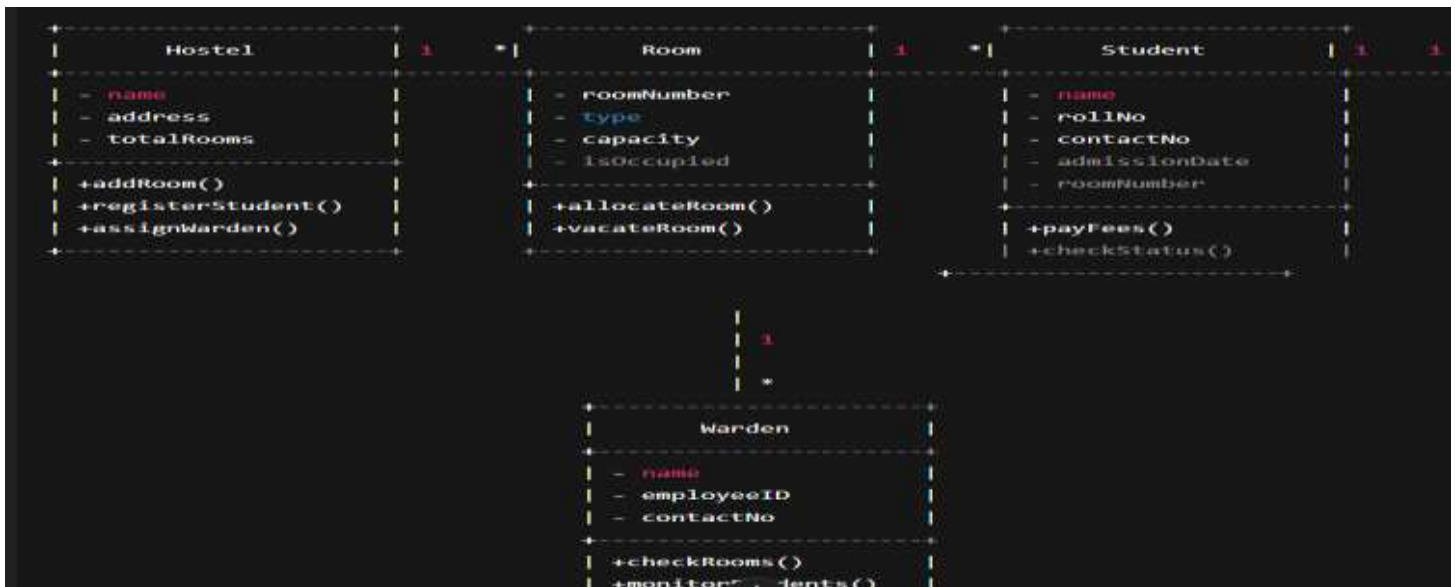 Hostel 1 * Room 1 * Student 1 1
- name
- address
- totalRooms
+addRoom()
+registerStudent()
+assignWarden()
- roomNumber
- type
- capacity
- isOccupied
+allocateRoom()
+vacateRoom()
- name
- rollNo
- contactNo
- admissionDate
- roomNumber
+payFees()
+checkStatus()
1
*
Warden
- name
- employeeID
- contactNo
+checkRooms()